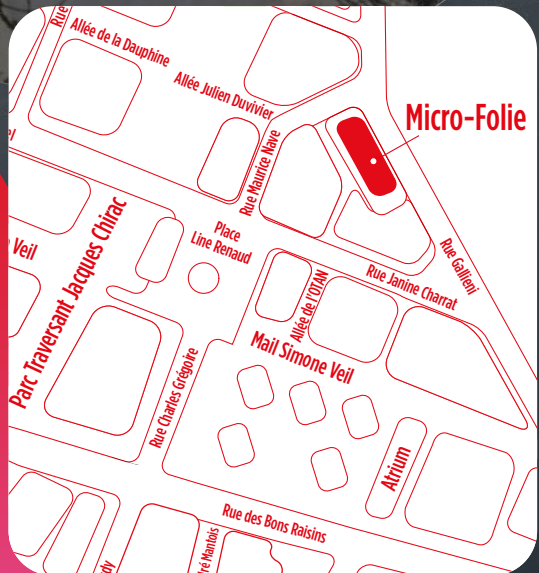 Rue
Allée de la Dauphine
Allée Julien Duvivier
Micro-Folie
Rue Maurice Nave
Place
Line Renaud
Veil
Parc Traversant Jacques Chirac
Rue Gallieni
Rue Janine Charrat
Allée de l'OTAN
Mail Simone Veil
Rue Charles Grégoire
Atrium
Rue des Bons Raisins
ré Mantois
dy